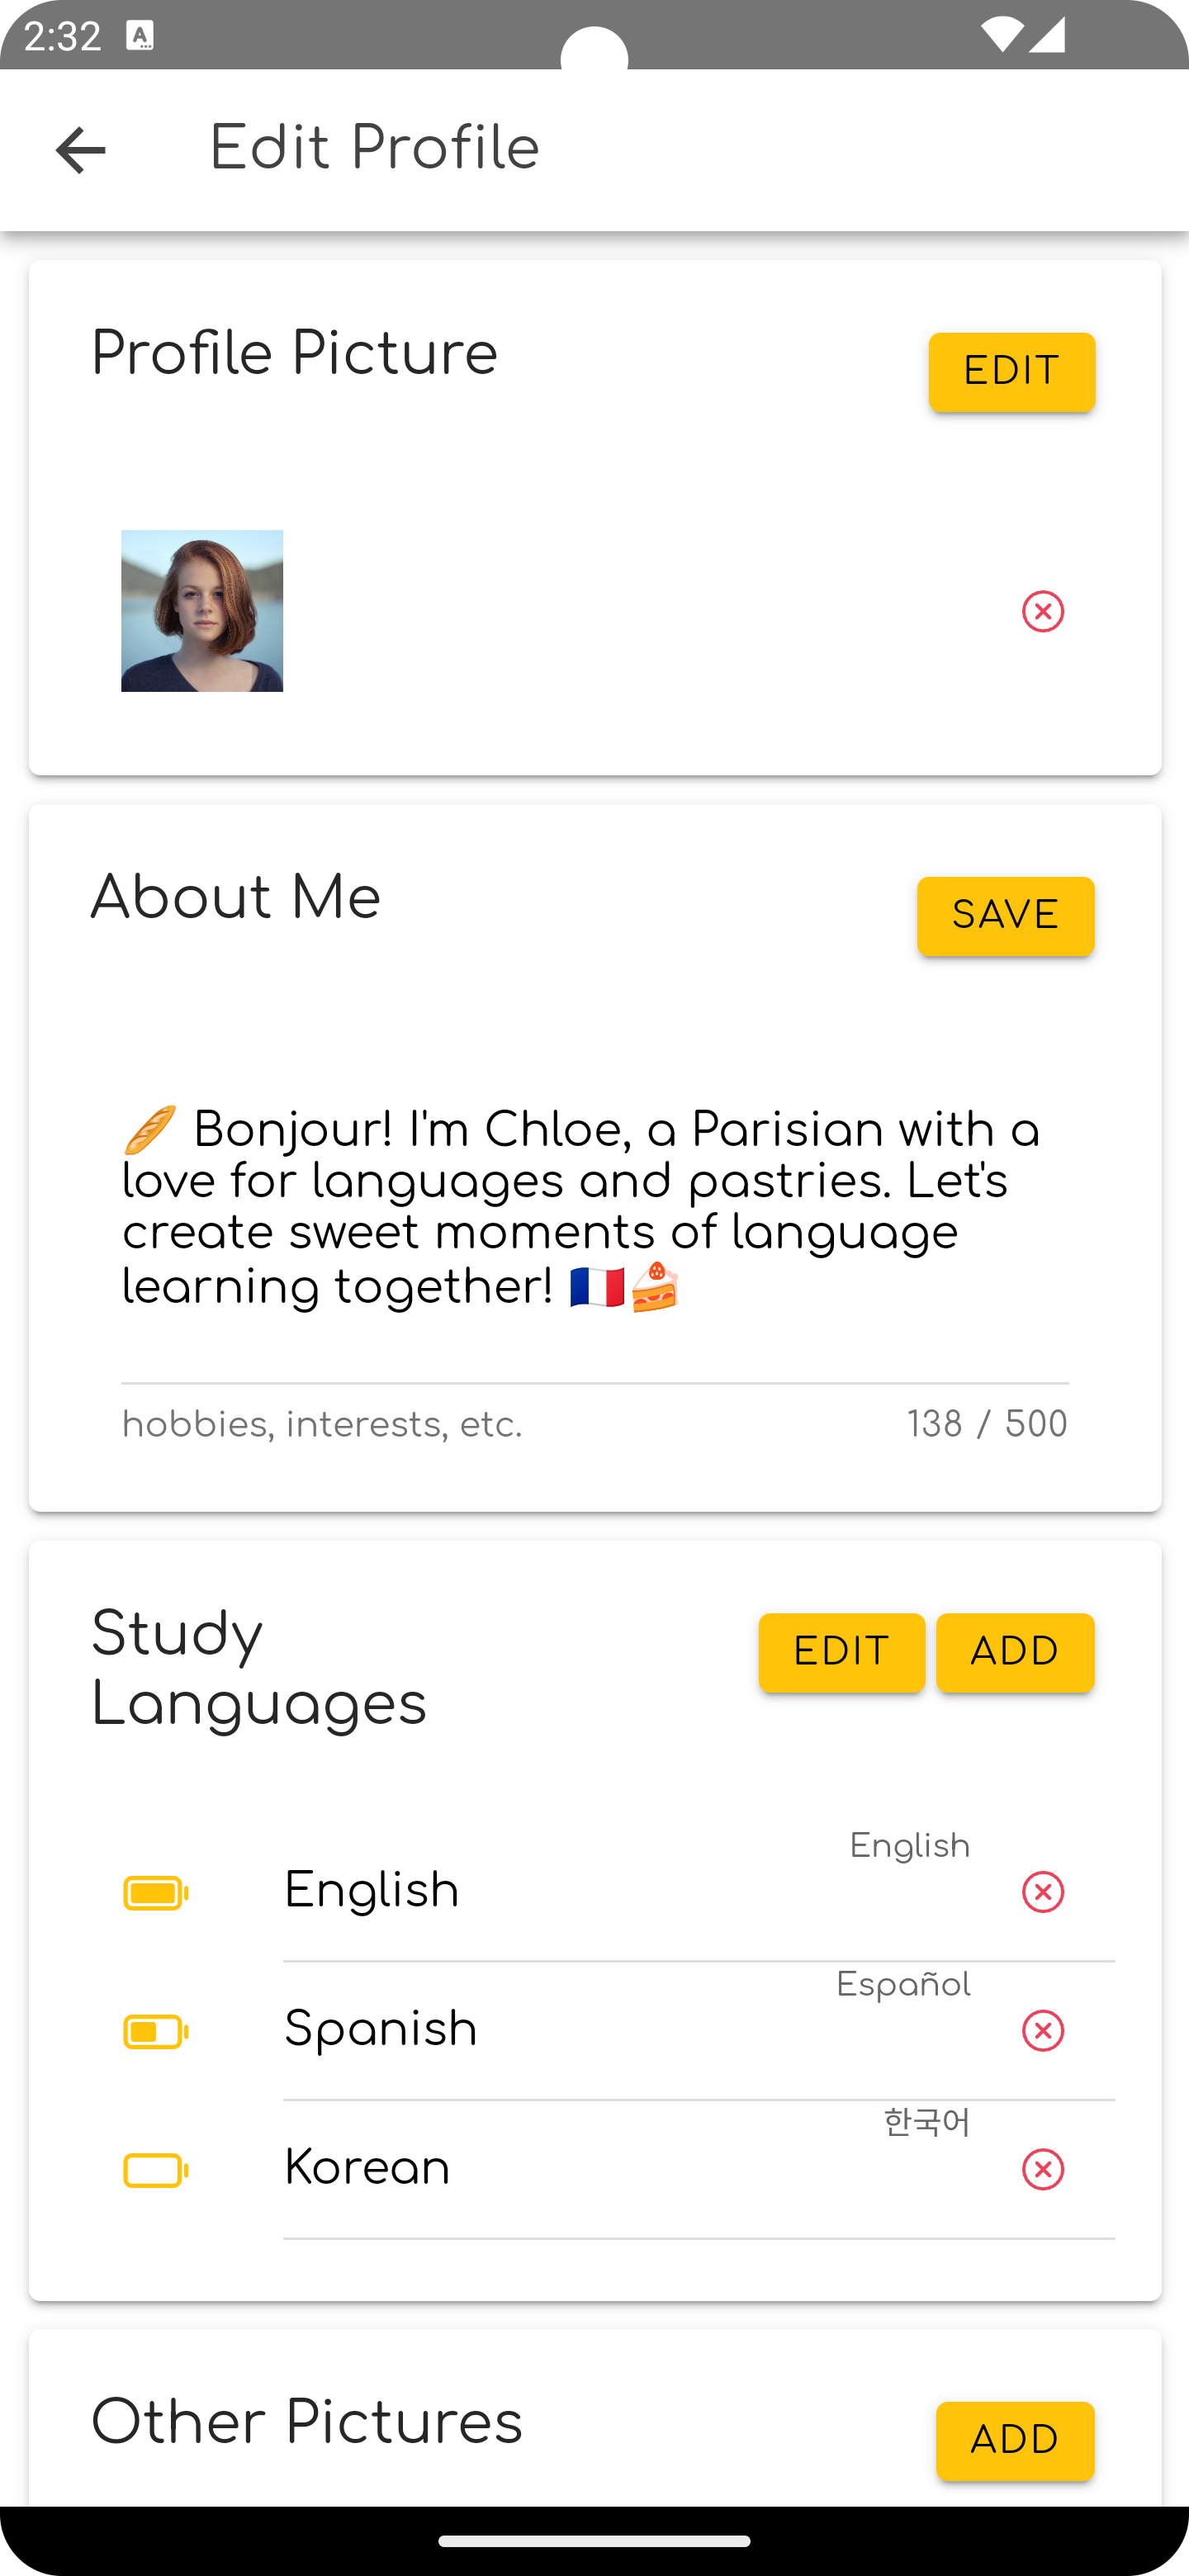 2:32
Edit Profile
Profile Picture
EDIT
About Me
SAVE
🥖 Bonjour! I'm Chloe, a Parisian with a
love for languages and pastries. Let's
create sweet moments of language
learning together! 🇫🇷🍰
hobbies, interests, etc.
138 / 500
Study
Languages
EDIT
ADD
English
English
Español
Spanish
한국어
Korean
Other Pictures
ADD